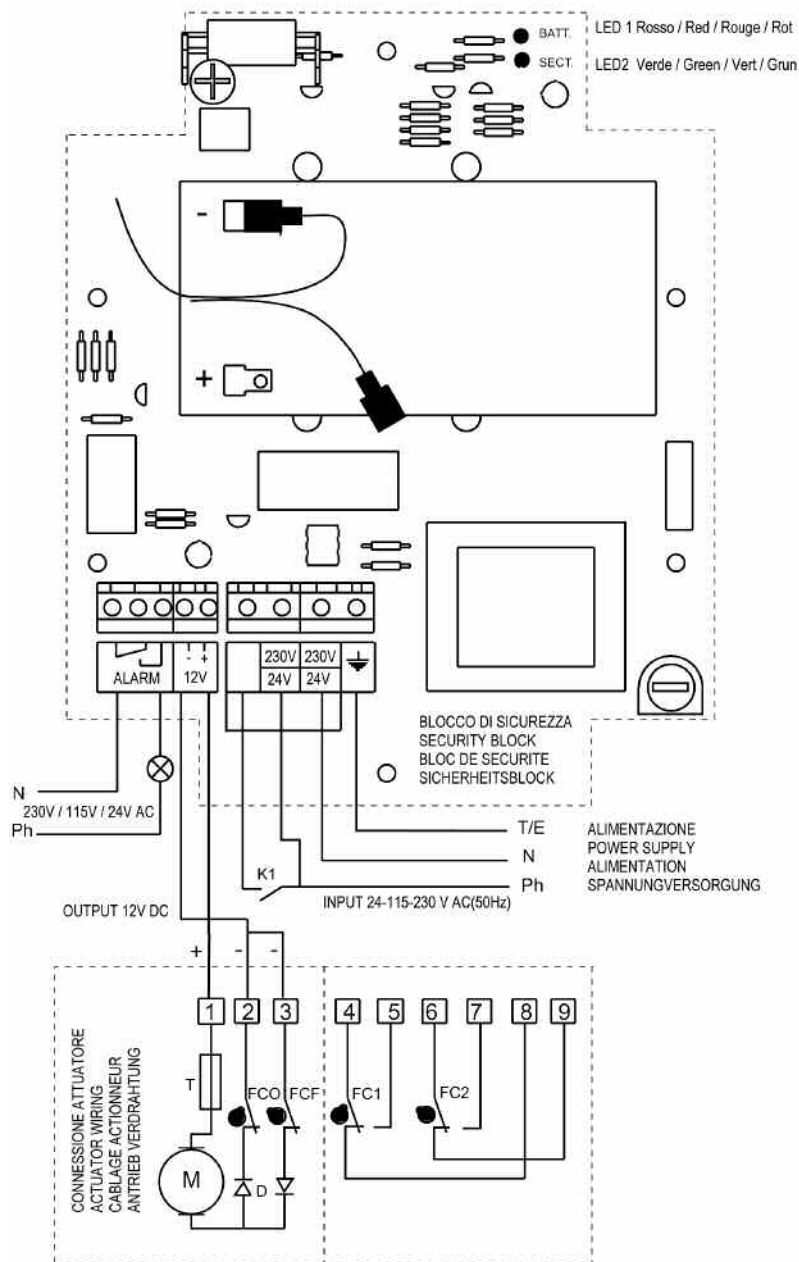 BATT.
LED 1 Rosso / Red / Rouge / Rot
SECT.
LED2 Verde / Green / Vert / Grun
-
+
- +
230V 230V
ALARM 12V 24V 24V
BLOCCO DI SICUREZZA
SECURITY BLOCK
BLOC DE SECURITE
SICHERHEITSBLOCK
N
230V / 115V / 24V AC
Ph
T/E
N
Ph
ALIMENTAZIONE
POWER SUPPLY
ALIMENTATION
SPANNUNGVERSORGUNG
K1
INPUT 24-115-230 V AC(50Hz)
OUTPUT 12V DC
+ - -
1 2 3 4 5 6 7 8 9
CONNESSIONE ATTUATORE
ACTUATOR WIRING
CABLAGE ACTIONNEUR
ANTRIEB VERDRAHTUNG
T FCO FCF FC1 FC2
M D